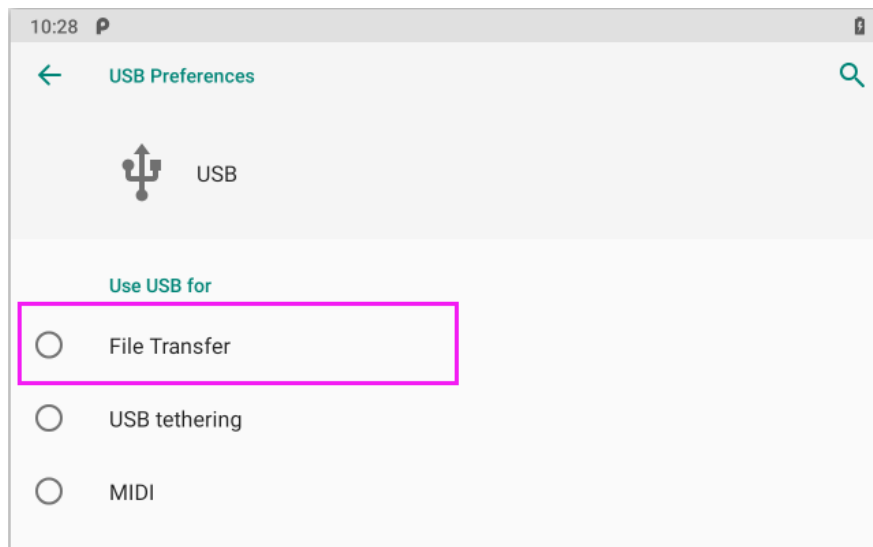 10:28
USB Preferences
USB
Use USB for
File Transfer
USB tethering
MIDI